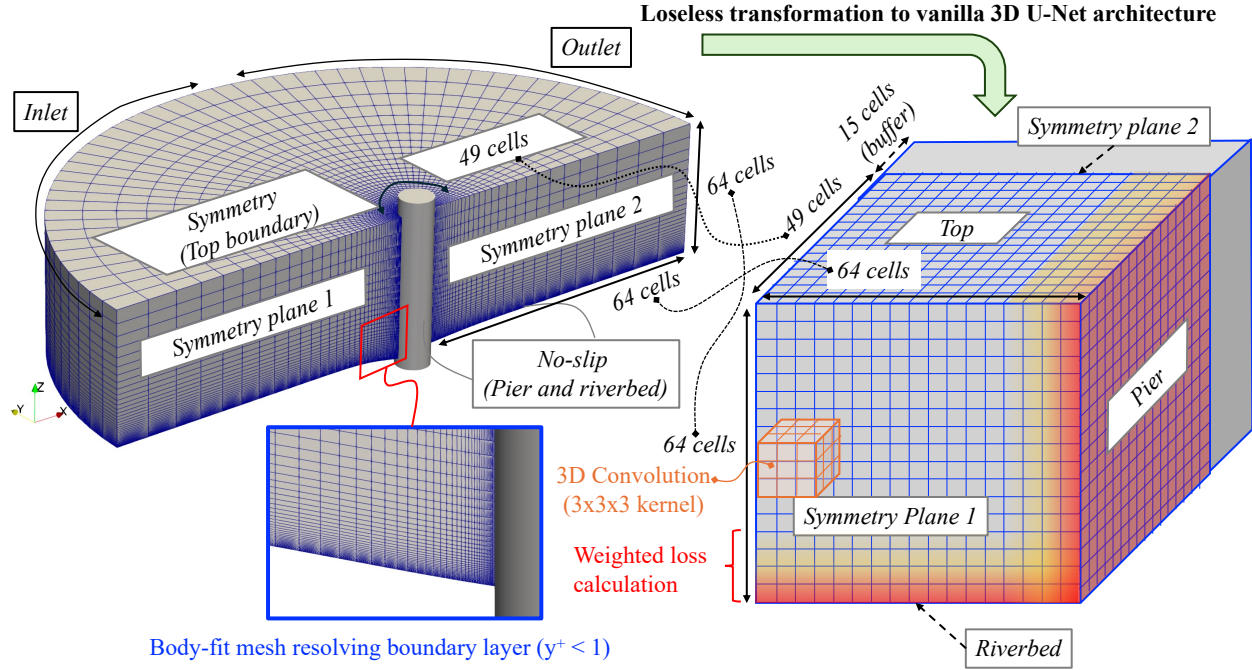 Loseless transformation to vanilla 3D U-Net architecture
Outlet
Inlet
49 cells
Symmetry
(Top boundary)
Symmetry plane 2
Symmetry plane 1
64 cells
64 cells
No-slip
(Pier and riverbed)
Z
Y
X
Body-fit mesh resolving boundary layer (y+ < 1)
15 cells
(buffer)
49 cells
Symmetry plane 2
Top
64 cells
Pier
64 cells
3D Convolution
(3x3x3 kernel)
Symmetry Plane 1
Weighted loss
calculation
Riverbed